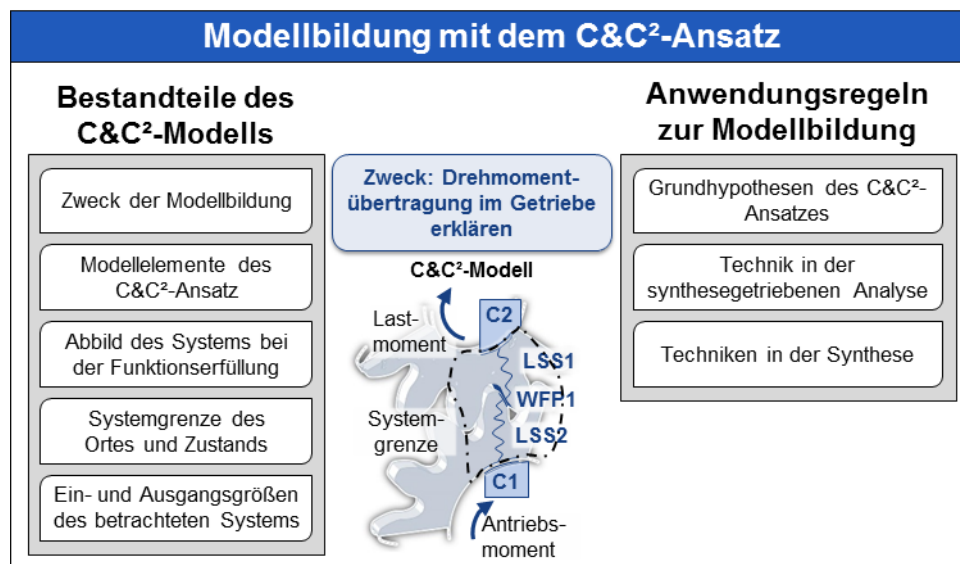 Modellbildung mit dem C&C²-Ansatz
Bestandteile des
C&C²-Modells
Zweck der Modellbildung
Modellelemente des
C&C²-Ansatz
Abbild des Systems bei
der Funktionserfüllung
Systemgrenze des
Ortes und Zustands
Ein- und Ausgangsgrößen
des betrachteten Systems
Zweck: Drehmoment-
übertragung im Getriebe
erklären
C&C²-Modell
C2
Last-
moment
LSS1
WFP1
System-
grenze
LSS2
C1
Antriebs-
moment
Anwendungsregeln
zur Modellbildung
Grundhypothesen des C&C²-
Ansatzes
Technik in der
synthesegetriebenen Analyse
Techniken in der Synthese